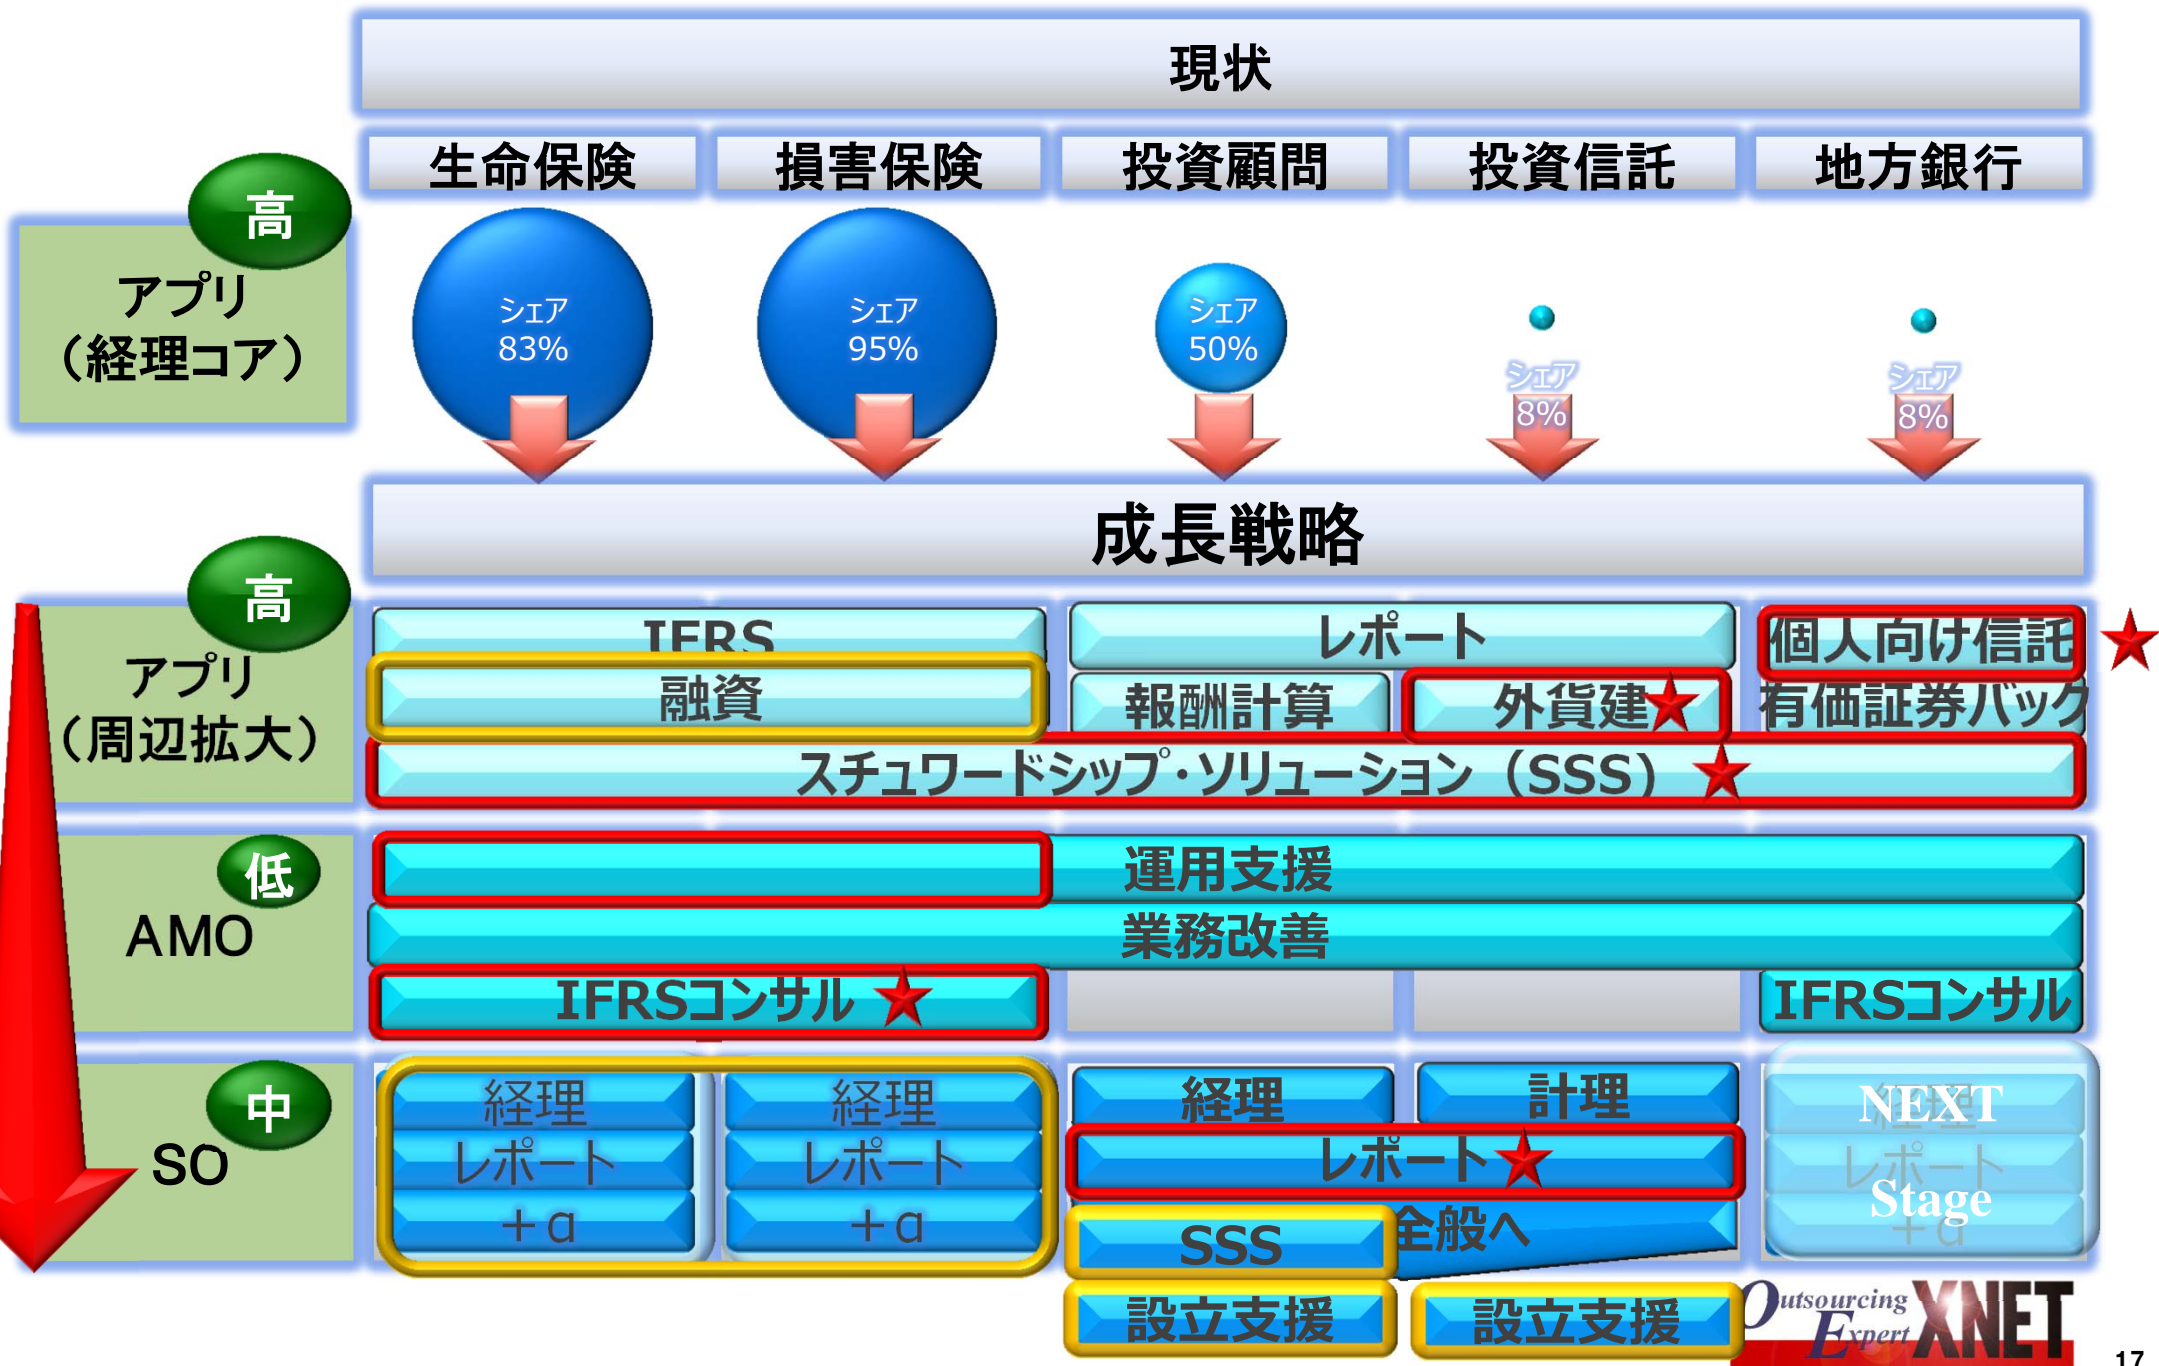 現状
生命保険
損害保険
投資顧問
投資信託
地方銀行
高
アプリ
（経理コア）
シェア
83%
シェア
95%
シェア
50%
シェア
8%
シェア
8%
成長戦略
高
アプリ
（周辺拡大）
IFRS
レポート
個人向け信託
融資
報酬計算
外貨建
有価証券バック
スチュワードシップ・ソリューション（SSS）
低
AMO
運用支援
業務改善
IFRSコンサル
IFRSコンサル
中
SO
経理
レポート
+α
経理
レポート
+α
経理
計理
レポート
全般へ
SSS
設立支援
設立支援
経理
レポート
+α
NEXT
Stage
Outsourcing
Expert
XNET
17